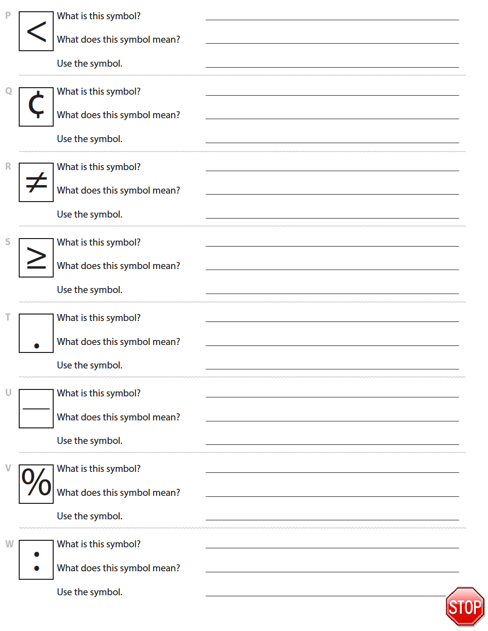 P
<
What is this symbol?
What does this symbol mean?
Use the symbol.
Q
¢
What is this symbol?
What does this symbol mean?
Use the symbol.
R
≠
What is this symbol?
What does this symbol mean?
Use the symbol.
S
≥
What is this symbol?
What does this symbol mean?
Use the symbol.
T
.
What is this symbol?
What does this symbol mean?
Use the symbol.
U
—
What is this symbol?
What does this symbol mean?
Use the symbol.
V
%
What is this symbol?
What does this symbol mean?
Use the symbol.
W
:
What is this symbol?
What does this symbol mean?
Use the symbol.
STOP